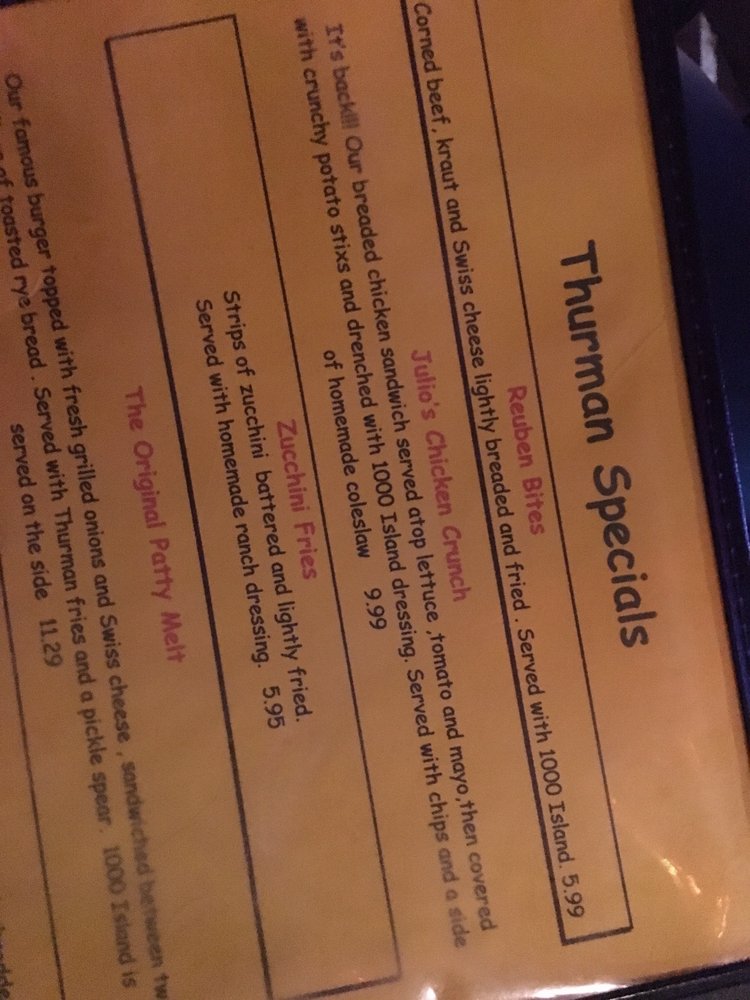 Thurman Specials
Reuben Bites
Corned beef, kraut and Swiss cheese lightly breaded and fried . Served with 1000 Island. 5.99
Julio's Chicken Crunch
It's back!!! Our breaded chicken sandwich served atop lettuce ,tomato and mayo,then covered
with crunchy potato stixs and drenched with 1000 Island dressing. Served with chips and a side
of homemade coleslaw 9.99
Zucchini Fries
Strips of zucchini battered and lightly fried.
Served with homemade ranch dressing. 5.95
The Original Patty Melt
Our famous burger topped with fresh grilled onions and Swiss cheese , sandwiched between tw
of toasted rye bread . Served with Thurman fries and a pickle spear . 1000 Island is
served on the side 11.29